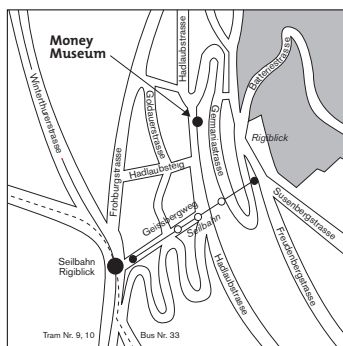 Money
Museum
Hadlaubstrasse
Batteriestrasse
Winterthurerstrasse
Goldauerstrasse
Germaniastrasse
Rigiblick
Hadlaubsteig
Frohburgstrasse
Susenbergstrasse
Geissbergweg
Seilbahn
Freudenbergstrasse
Hadlaubstrasse
Seilbahn
Rigiblick
Tram Nr. 9, 10
Bus Nr. 33